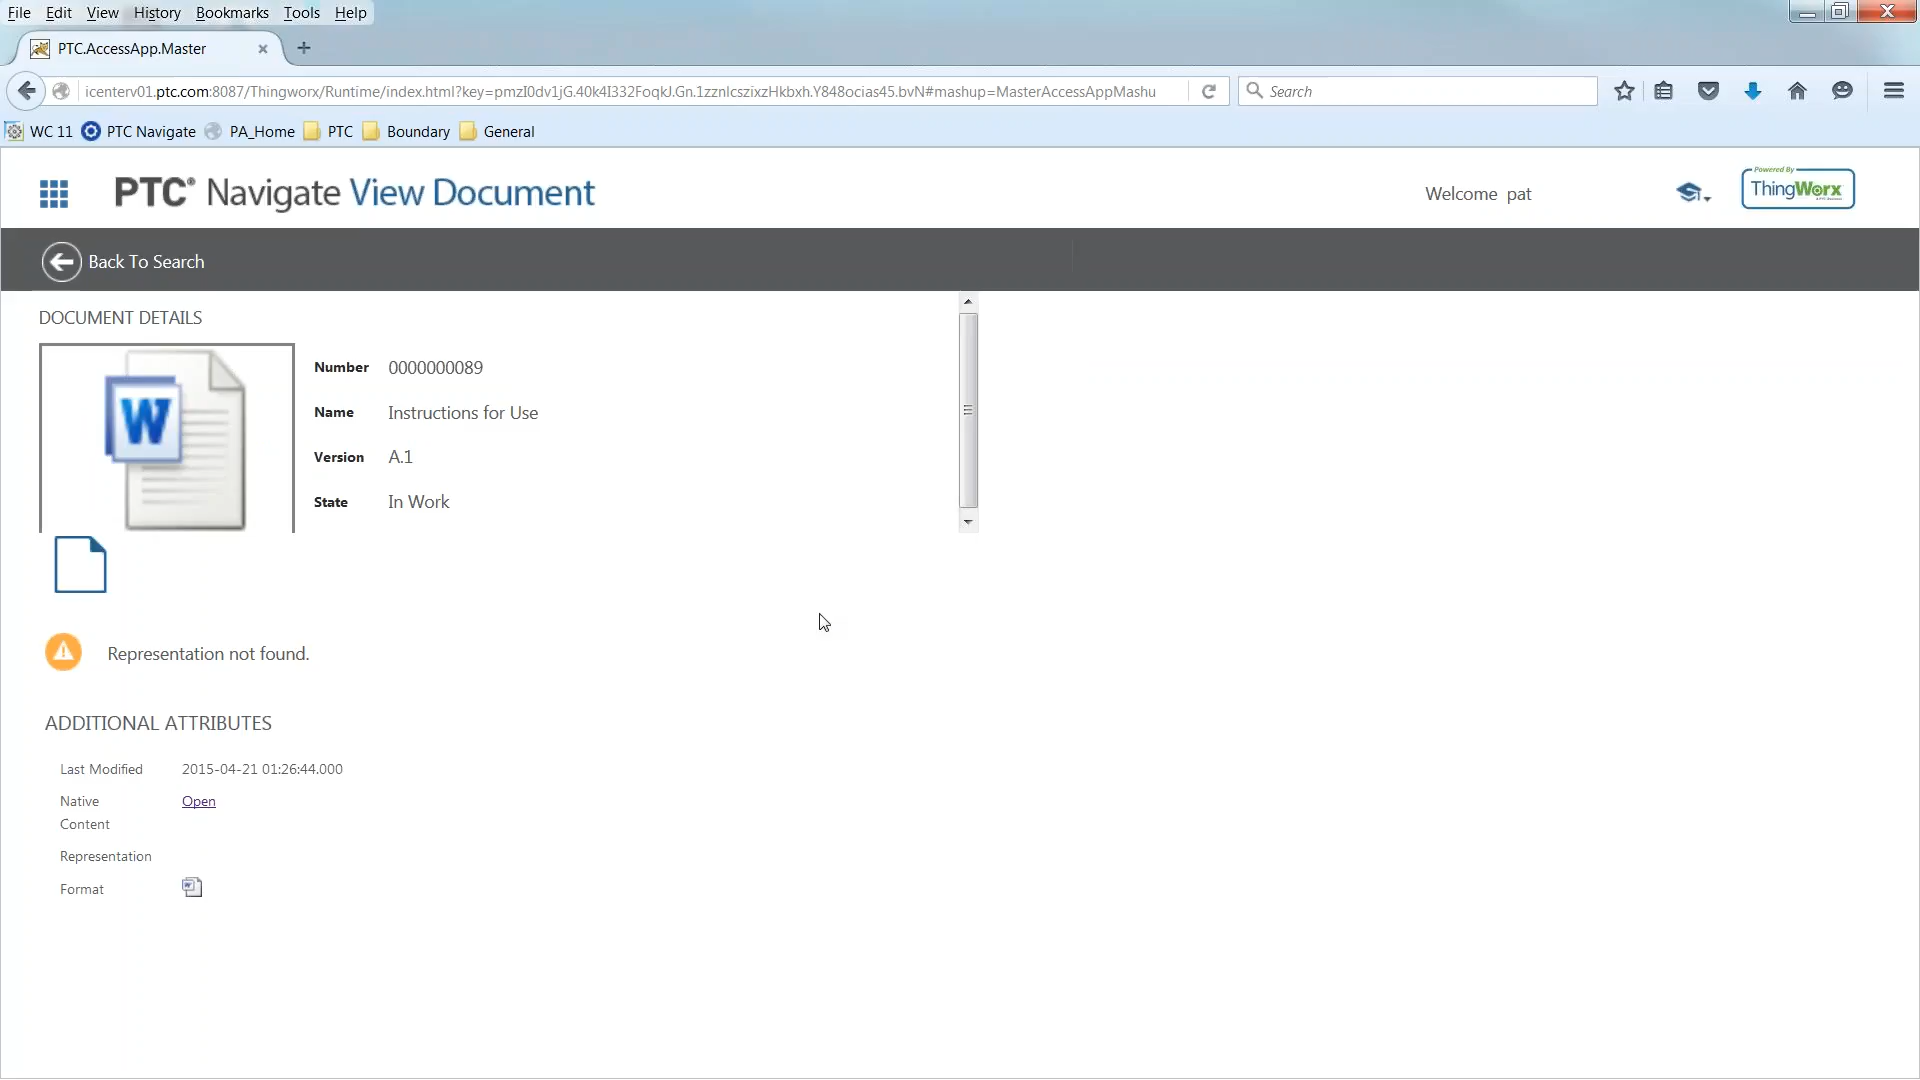 File Edit View History Bookmarks Tools Help
PTC.AccessApp.Master
icenterv01.ptc.com:8087/Thingworx/Runtime/index.html?key=pmzI0dv1jG.40k4I332FoqkJ.Gn.1zznlcszixzHkbxh.Y848ocias45.bvN#mashup=MasterAccessAppMashu
Search
WC 11 PTC Navigate PA_Home PTC Boundary General
PTC® Navigate View Document
Welcome pat
Powered By
ThingWorx
Back To Search
DOCUMENT DETAILS
W
Number 0000000089
Name Instructions for Use
Version A.1
State In Work
Representation not found.
ADDITIONAL ATTRIBUTES
Last Modified 2015-04-21 01:26:44.000
Native Open
Content
Representation
Format